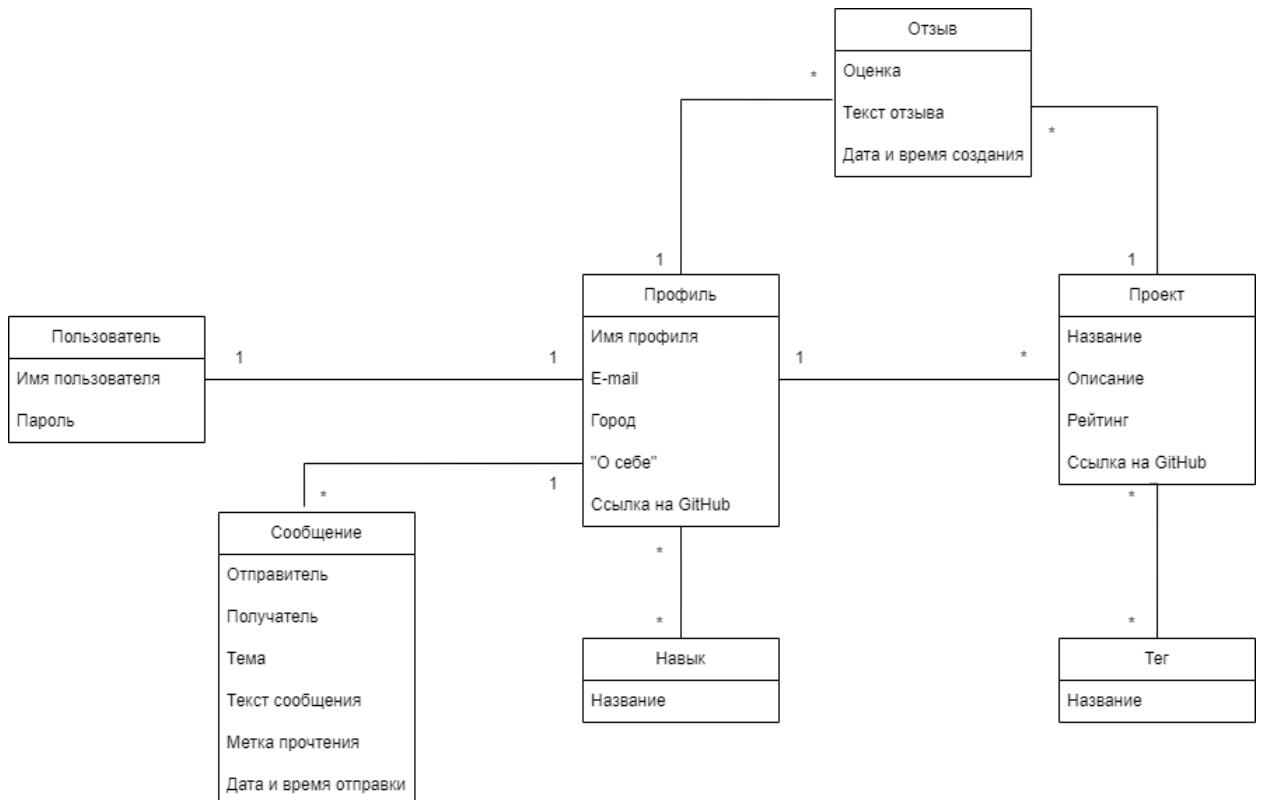 Отзыв
Оценка
Текст отзыва
Дата и время создания
*
*
1
1
Профиль
Имя профиля
E-mail
Город
"О себе"
Ссылка на GitHub
Проект
Название
Описание
Рейтинг
Ссылка на GitHub
Пользователь
Имя пользователя
Пароль
1
1
1
*
1
*
Сообщение
Отправитель
Получатель
Тема
Текст сообщения
Метка прочтения
Дата и время отправки
*
*
Навык
Название
*
*
Тег
Название